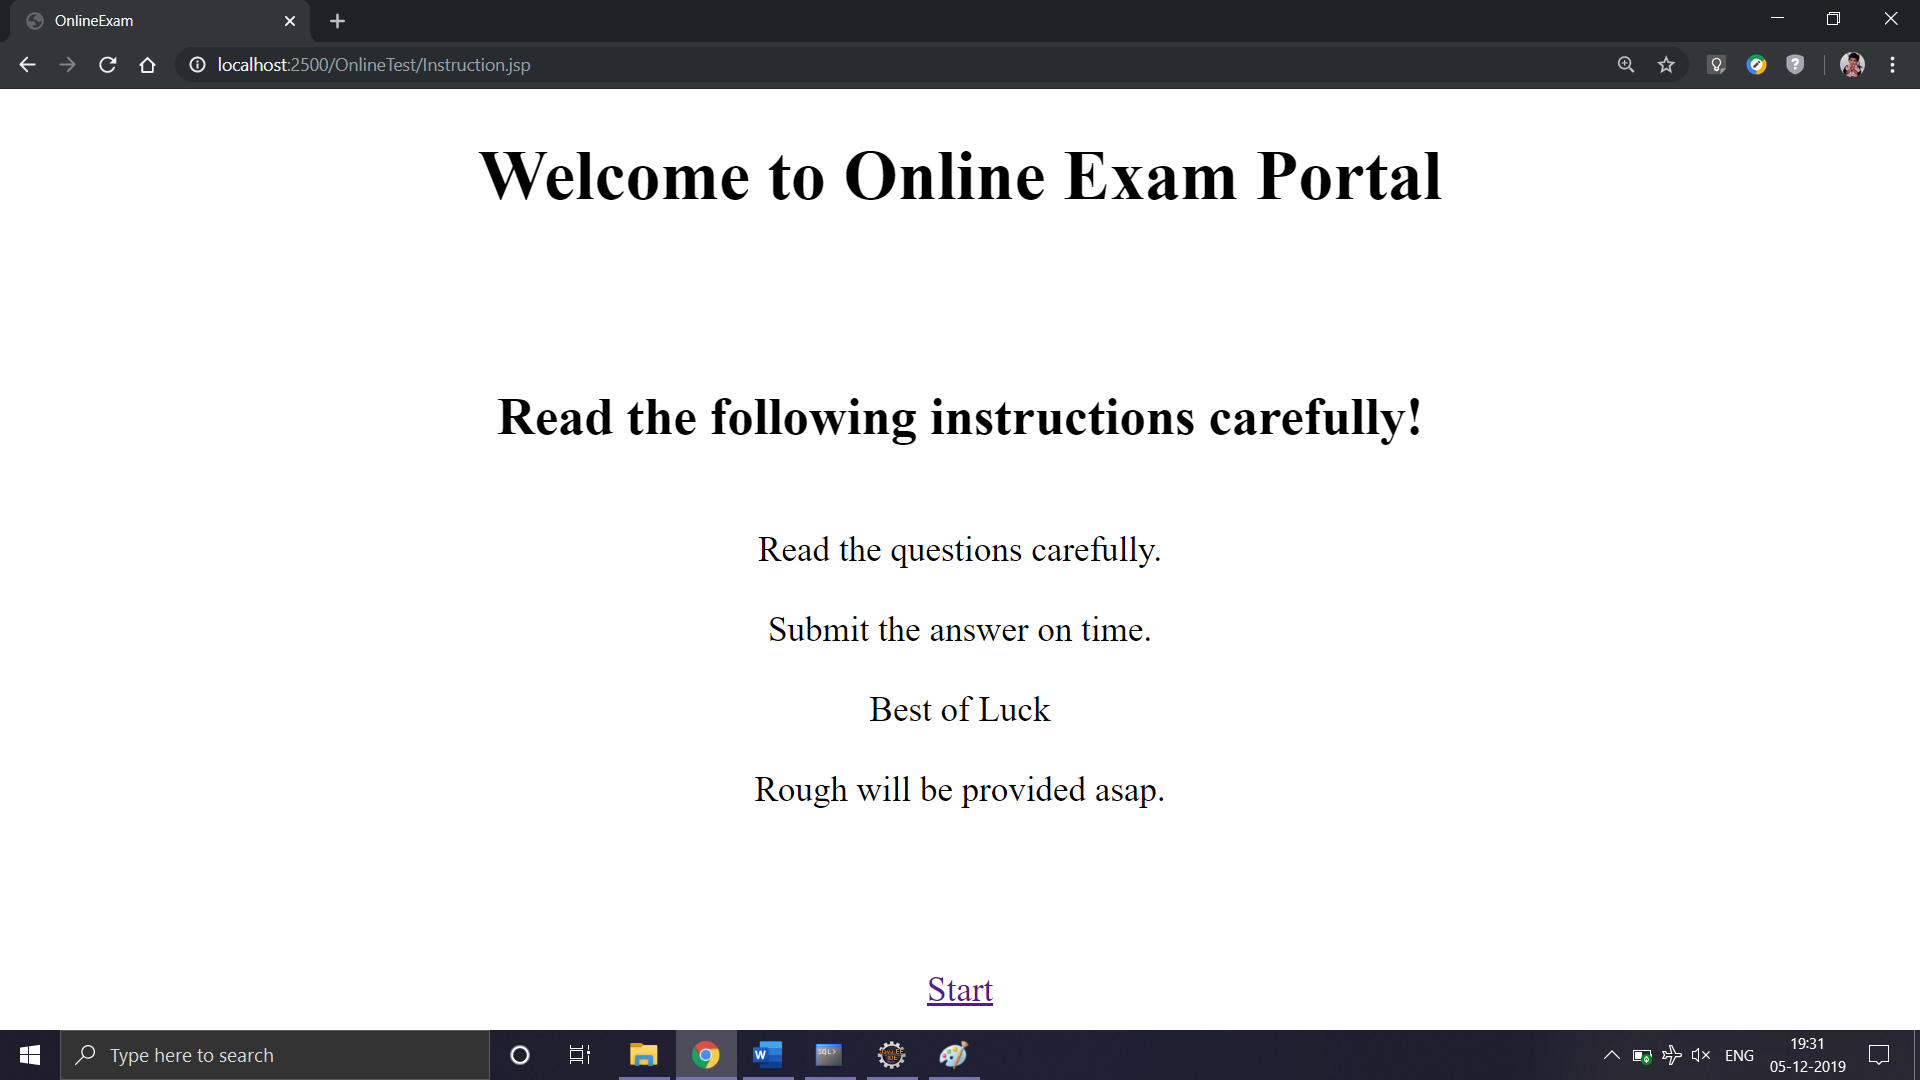 OnlineExam
localhost:2500/OnlineTest/Instruction.jsp
Welcome to Online Exam Portal
Read the following instructions carefully!
Read the questions carefully.
Submit the answer on time.
Best of Luck
Rough will be provided asap.
Start
Type here to search
SQL>
ENG
19:31
05-12-2019